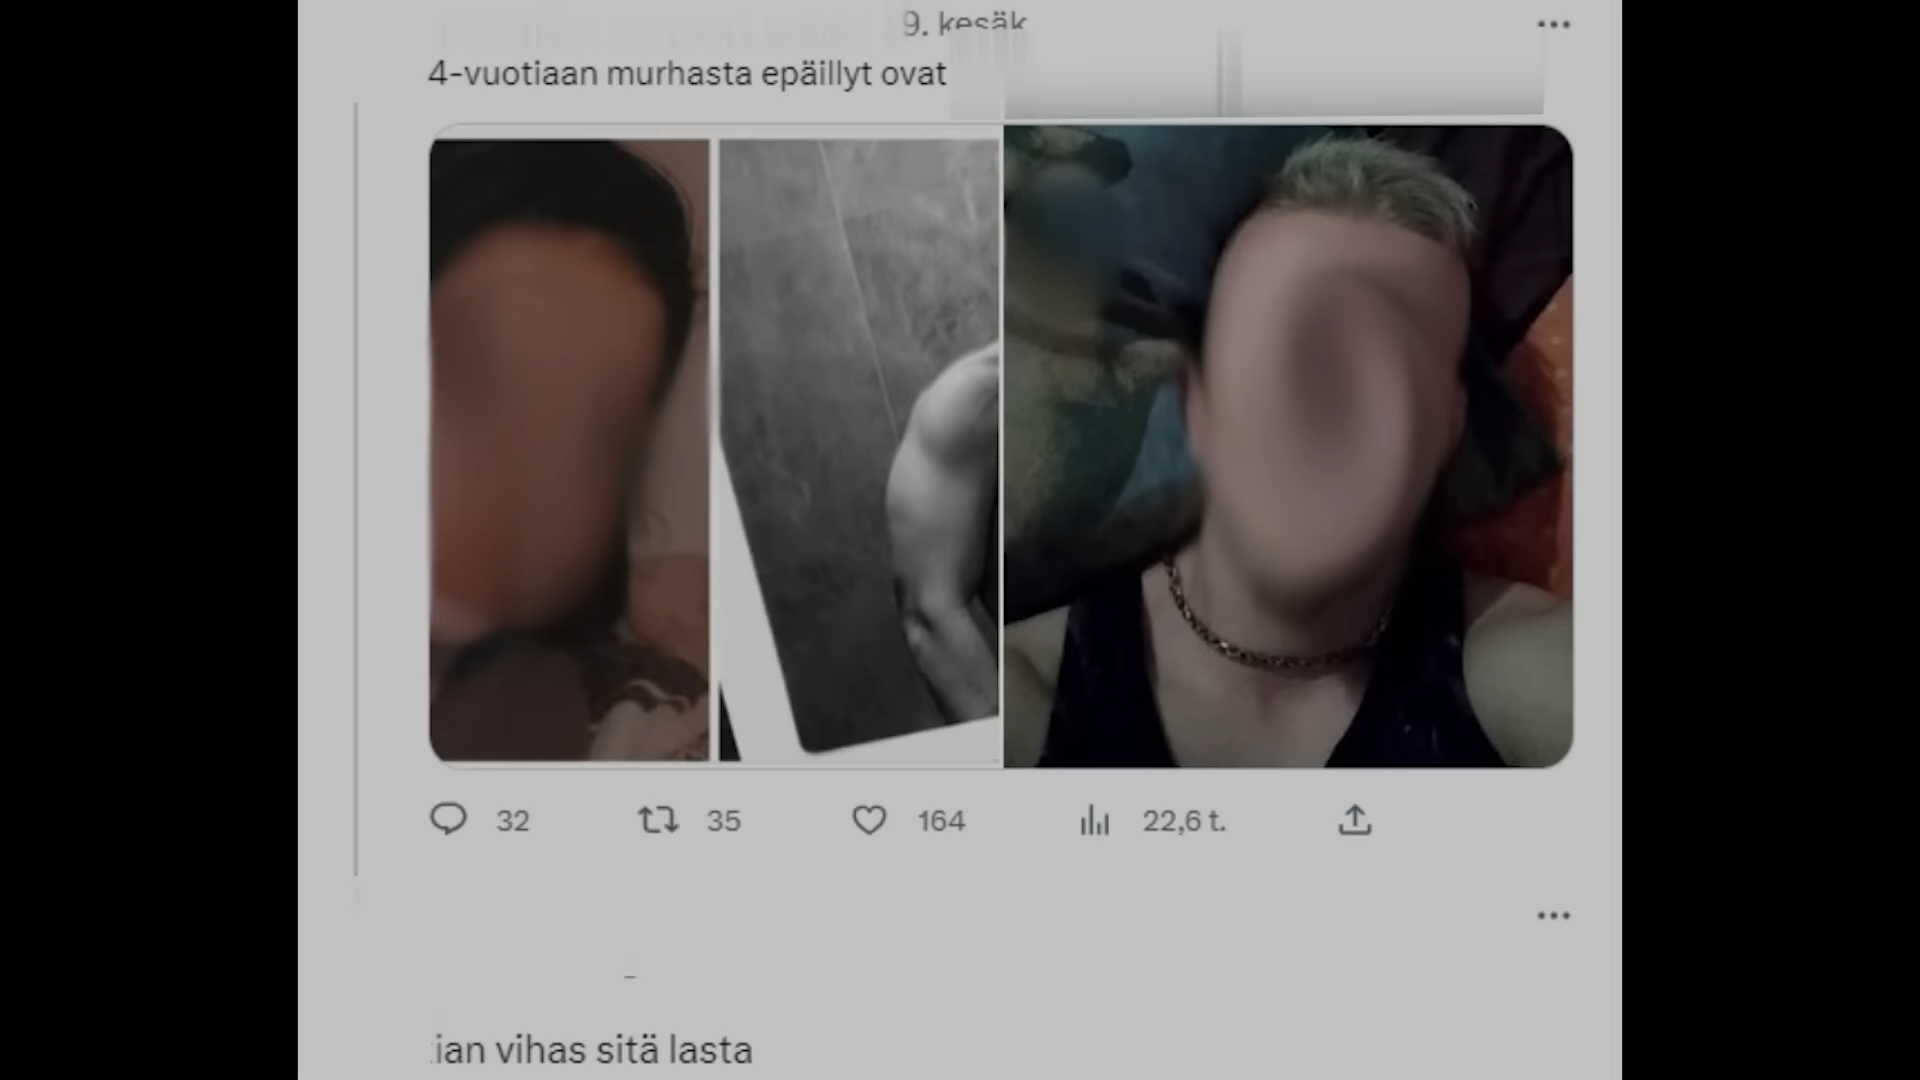 9. kesäk
4-vuotiaan murhasta epäillyt ovat
32 35 164 22,6 t.
ian vihas sitä lasta